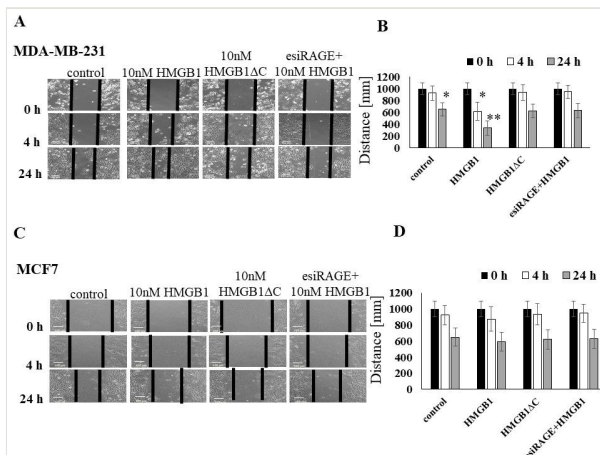 A
MDA-MB-231
control
10nM HMGB1
10nM
HMGB1ΔC
esiRAGE+
10nM HMGB1
0 h
4 h
24 h
B
0 h 4 h 24 h
Distance [mm]
1200
1000
800
600
400
200
0
*
*
**
control
HMGB1
HMGB1ΔC
esiRAGE+HMGB1
C
MCF7
control
10nM HMGB1
10nM
HMGB1ΔC
esiRAGE+
10nM HMGB1
0 h
4 h
24 h
D
0 h 4 h 24 h
Distance [mm]
1200
1000
800
600
400
200
0
control
HMGB1
HMGB1ΔC
esiRAGE+HMGB1